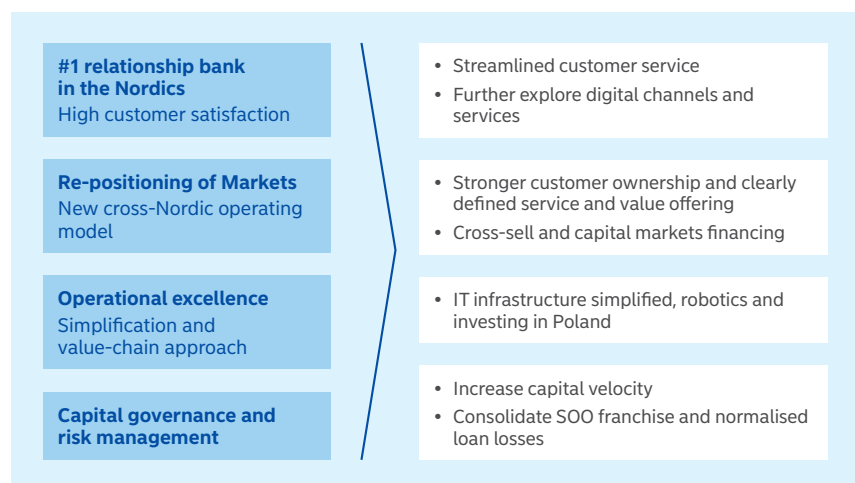 #1 relationship bank
in the Nordics
High customer satisfaction
• Streamlined customer service
• Further explore digital channels and
services
Re-positioning of Markets
New cross-Nordic operating
model
• Stronger customer ownership and clearly
defined service and value offering
• Cross-sell and capital markets financing
Operational excellence
Simplification and
value-chain approach
• IT infrastructure simplified, robotics and
investing in Poland
Capital governance and
risk management
• Increase capital velocity
• Consolidate SOO franchise and normalised
loan losses